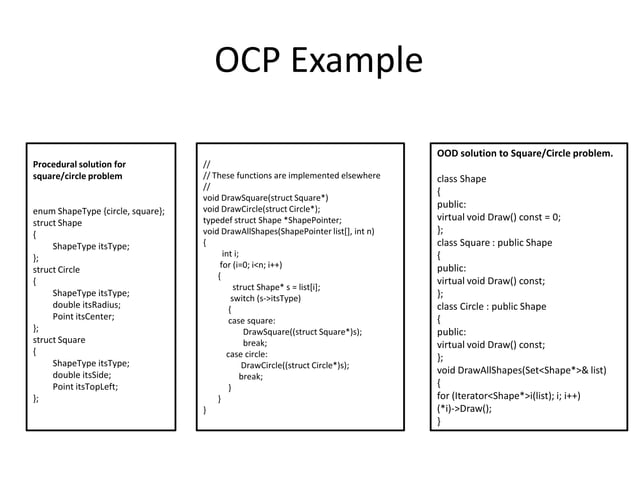 OCP Example
Procedural solution for
square/circle problem
enum ShapeType {circle, square};
struct Shape
{
ShapeType itsType;
};
struct Circle
{
ShapeType itsType;
double itsRadius;
Point itsCenter;
};
struct Square
{
ShapeType itsType;
double itsSide;
Point itsTopLeft;
};
//
// These functions are implemented elsewhere
//
void DrawSquare(struct Square*)
void DrawCircle(struct Circle*);
typedef struct Shape *ShapePointer;
void DrawAllShapes(ShapePointer list[], int n)
{
int i;
for (i=0; i<n; i++)
{
struct Shape* s = list[i];
switch (s->itsType)
{
case square:
DrawSquare((struct Square*)s);
break;
case circle:
DrawCircle((struct Circle*)s);
break;
}
}
}
OOD solution to Square/Circle problem.
class Shape
{
public:
virtual void Draw() const = 0;
};
class Square : public Shape
{
public:
virtual void Draw() const;
};
class Circle : public Shape
{
public:
virtual void Draw() const;
};
void DrawAllShapes(Set<Shape*>& list)
{
for (Iterator<Shape*>i(list); i; i++)
(*i)->Draw();
}